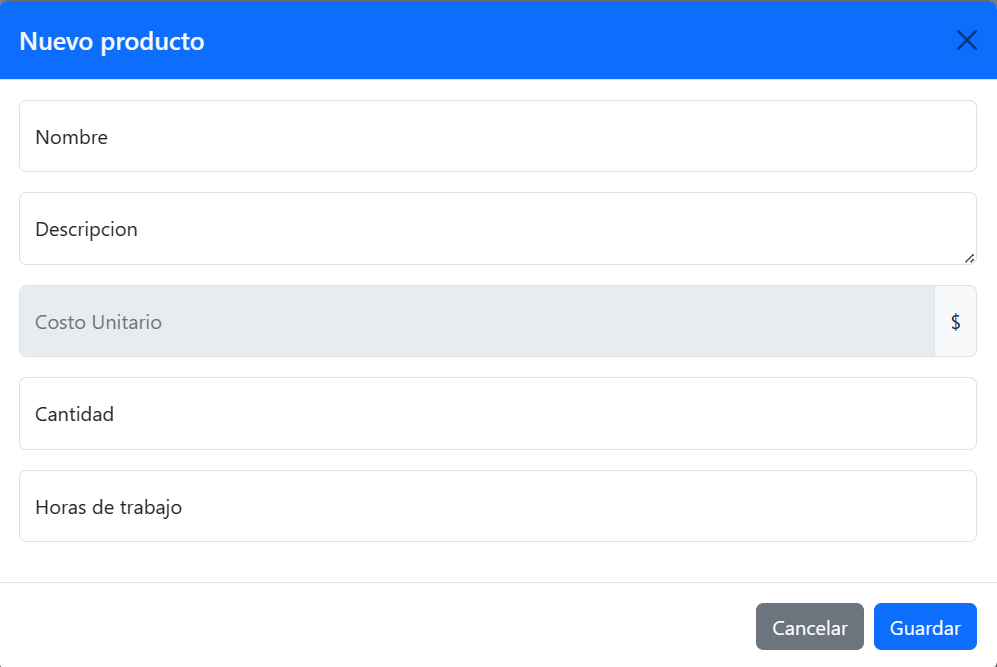 Nuevo producto
Nombre
Descripcion
Costo Unitario
$
Cantidad
Horas de trabajo
Cancelar
Guardar